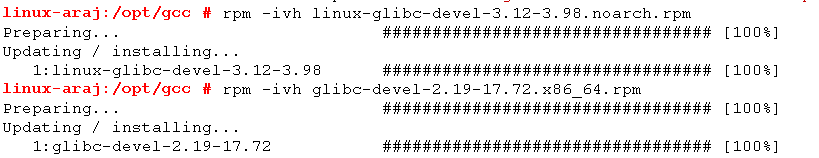 linux-araj:/opt/gcc # rpm -ivh linux-glibc-devel-3.12-3.98.noarch.rpm
Preparing...                          ################################# [100%]
Updating / installing...
   1:linux-glibc-devel-3.12-3.98      ################################# [100%]
linux-araj:/opt/gcc # rpm -ivh glibc-devel-2.19-17.72.x86_64.rpm
Preparing...                          ################################# [100%]
Updating / installing...
   1:glibc-devel-2.19-17.72           ################################# [100%]